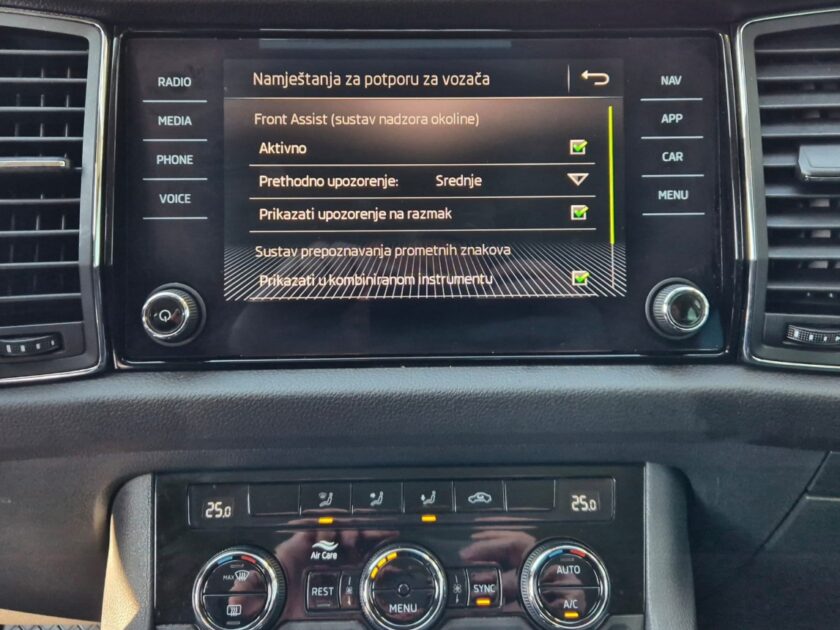 RADIO
MEDIA
PHONE
VOICE
Namještanja za potporu za vozača
Front Assist (sustav nadzora okoline)
Aktivno
Prethodno upozorenje: Srednje
Prikazati upozorenje na razmak
Sustav prepoznavanja prometnih znakova
Prikazati u kombiniranom instrumentu
NAV
APP
CAR
MENU
25.0
25.0
Air Care
MAX
REST
MENU
SYNC
AUTO
A/C